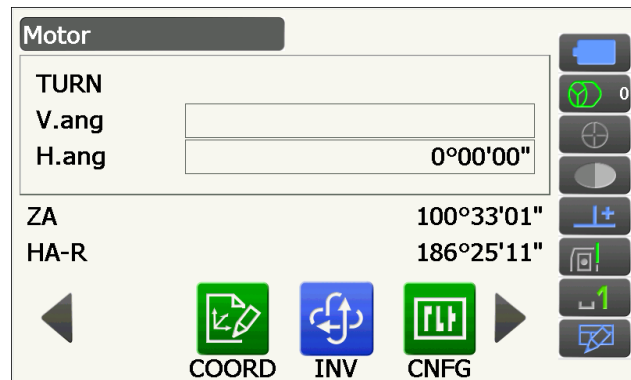 Motor
TURN
V.ang
H.ang 0°00'00"
0
ZA 100°33'01"
HA-R 186°25'11"
1
COORD INV CNFG